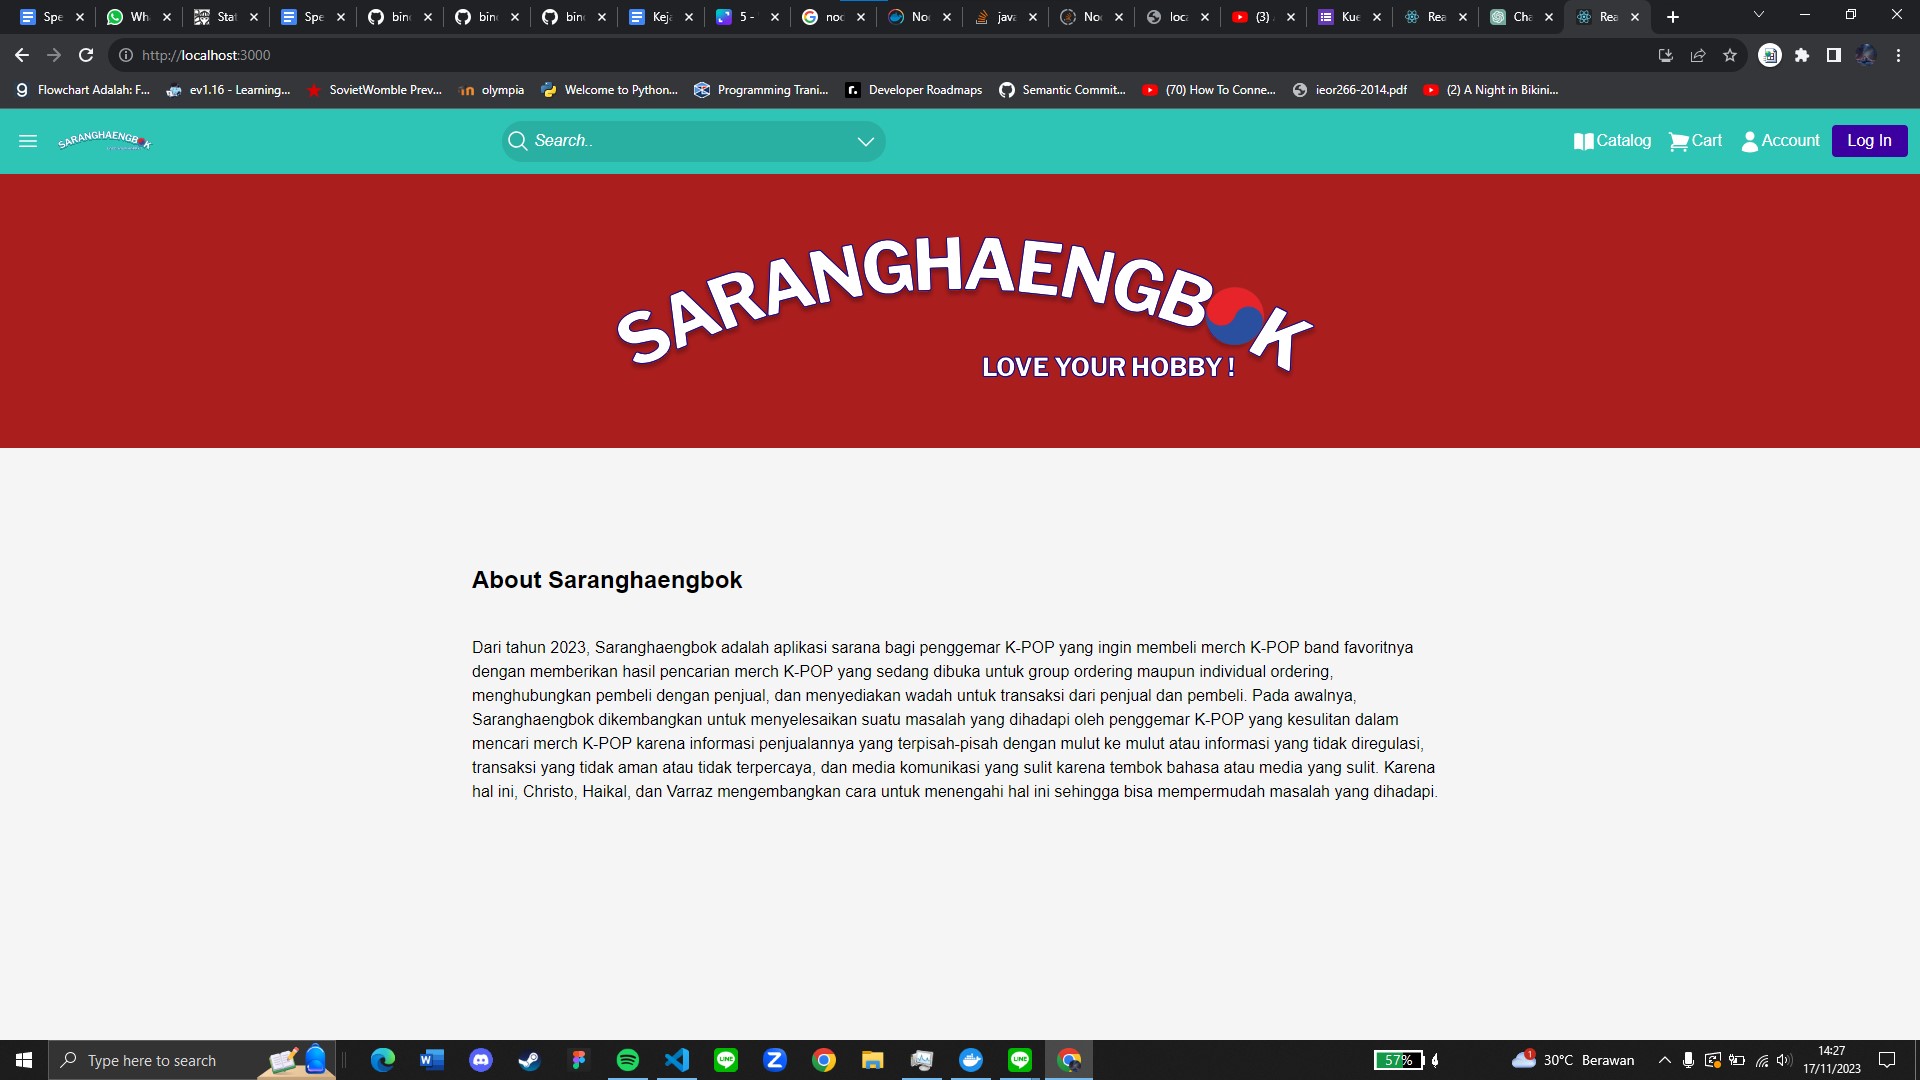 Spe
Wh
Stat
Spe
bin
bin
bin
Keja
5 -
noc
Noc
java
Noc
loca
(3)
Kue
Rea
Cha
Rea
http://localhost:3000
Flowchart Adalah: F...
ev1.16 - Learning...
SovietWomble Prev...
olympia
Welcome to Python...
Programming Trani...
Developer Roadmaps
Semantic Commit...
(70) How To Conne...
ieor266-2014.pdf
(2) A Night in Bikini...
SARANGHAENGBOK
Search..
Catalog
Cart
Account
Log In
SARANGHAENGBOK
LOVE YOUR HOBBY !
About Saranghaengbok
Dari tahun 2023, Saranghaengbok adalah aplikasi sarana bagi penggemar K-POP yang ingin membeli merch K-POP band favoritnya
dengan memberikan hasil pencarian merch K-POP yang sedang dibuka untuk group ordering maupun individual ordering,
menghubungkan pembeli dengan penjual, dan menyediakan wadah untuk transaksi dari penjual dan pembeli. Pada awalnya,
Saranghaengbok dikembangkan untuk menyelesaikan suatu masalah yang dihadapi oleh penggemar K-POP yang kesulitan dalam
mencari merch K-POP karena informasi penjualannya yang terpisah-pisah dengan mulut ke mulut atau informasi yang tidak diregulasi,
transaksi yang tidak aman atau tidak terpercaya, dan media komunikasi yang sulit karena tembok bahasa atau media yang sulit. Karena
hal ini, Christo, Haikal, dan Varraz mengembangkan cara untuk menengahi hal ini sehingga bisa mempermudah masalah yang dihadapi.
Type here to search
57%
1
30°C Berawan
14:27
17/11/2023